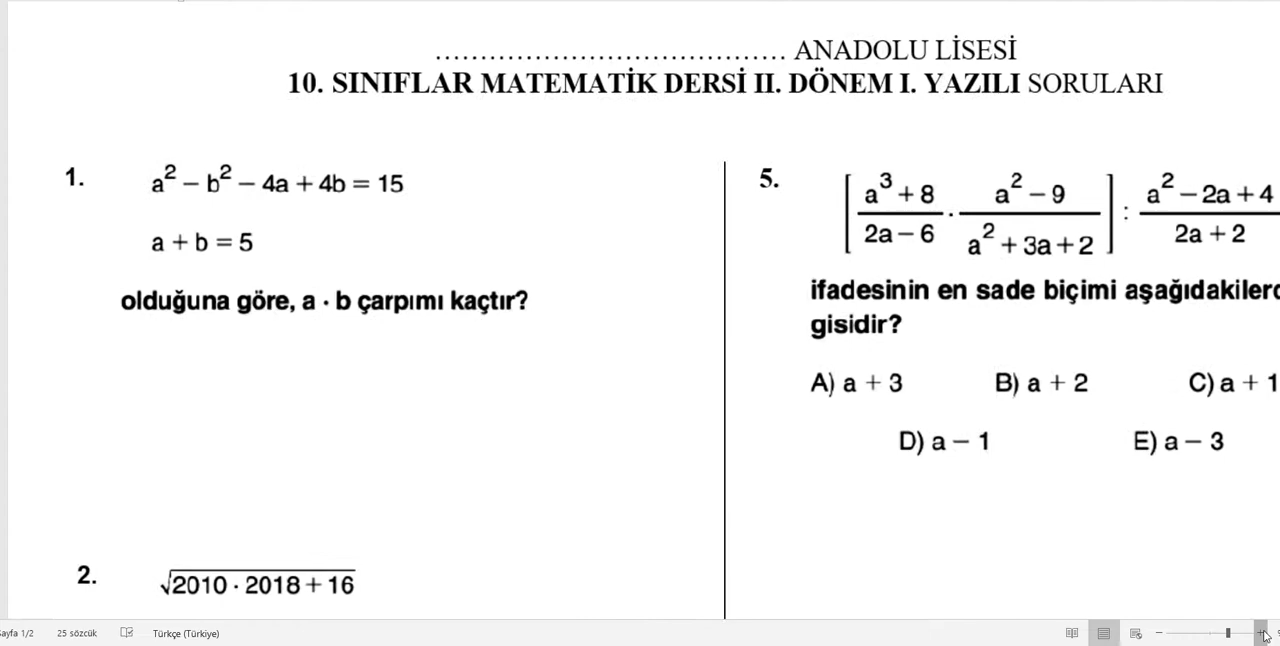 ..................................... ANADOLU LİSESİ
10. SINIFLAR MATEMATİK DERSİ II. DÖNEM I. YAZILI SORULARI
1. a² – b² – 4a + 4b = 15
a + b = 5
olduğuna göre, a · b çarpımı kaçtır?
2. √(2010 · 2018 + 16)
5. [ (a³ + 8)/(2a – 6) · (a² – 9)/(a² + 3a + 2) ] : (a² – 2a + 4)/(2a + 2)
ifadesinin en sade biçimi aşağıdakilerd
gisidir?
A) a + 3 B) a + 2 C) a + 1
D) a – 1 E) a – 3
ayfa 1/2 25 sözcük Türkçe (Türkiye)